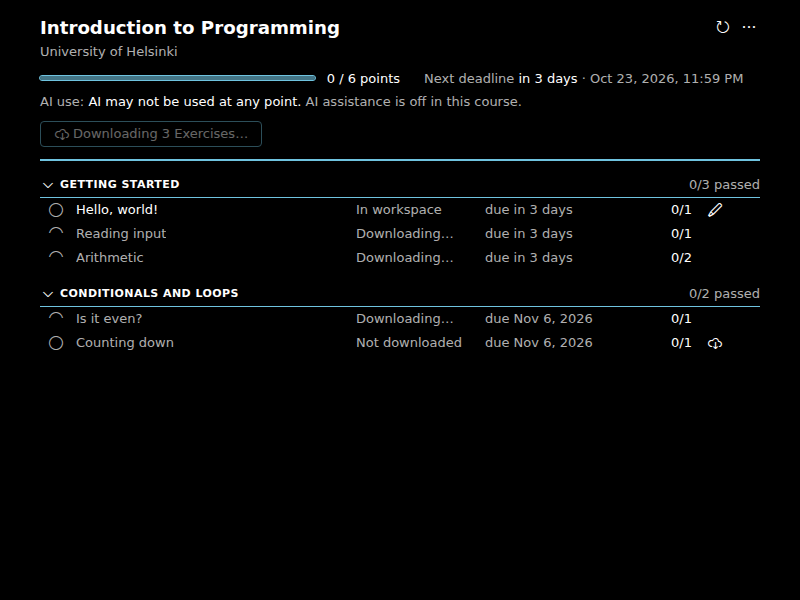 Introduction to Programming
University of Helsinki
0 / 6 points Next deadline in 3 days · Oct 23, 2026, 11:59 PM
AI use: AI may not be used at any point. AI assistance is off in this course.
Downloading 3 Exercises…
GETTING STARTED 0/3 passed
Hello, world! In workspace due in 3 days 0/1
Reading input Downloading… due in 3 days 0/1
Arithmetic Downloading… due in 3 days 0/2
CONDITIONALS AND LOOPS 0/2 passed
Is it even? Downloading… due Nov 6, 2026 0/1
Counting down Not downloaded due Nov 6, 2026 0/1